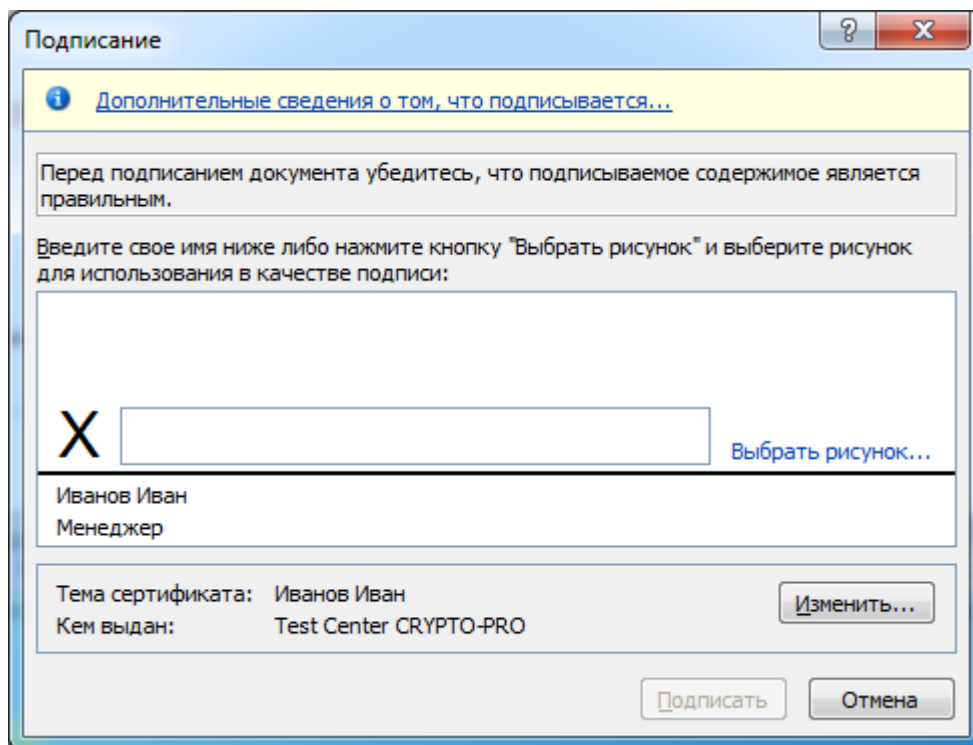 Подписание
Дополнительные сведения о том, что подписывается...
Перед подписанием документа убедитесь, что подписываемое содержимое является
правильным.
Введите свое имя ниже либо нажмите кнопку "Выбрать рисунок" и выберите рисунок
для использования в качестве подписи:
X
Выбрать рисунок...
Иванов Иван
Менеджер
Тема сертификата: Иванов Иван
Изменить...
Кем выдан: Test Center CRYPTO-PRO
Подписать Отмена